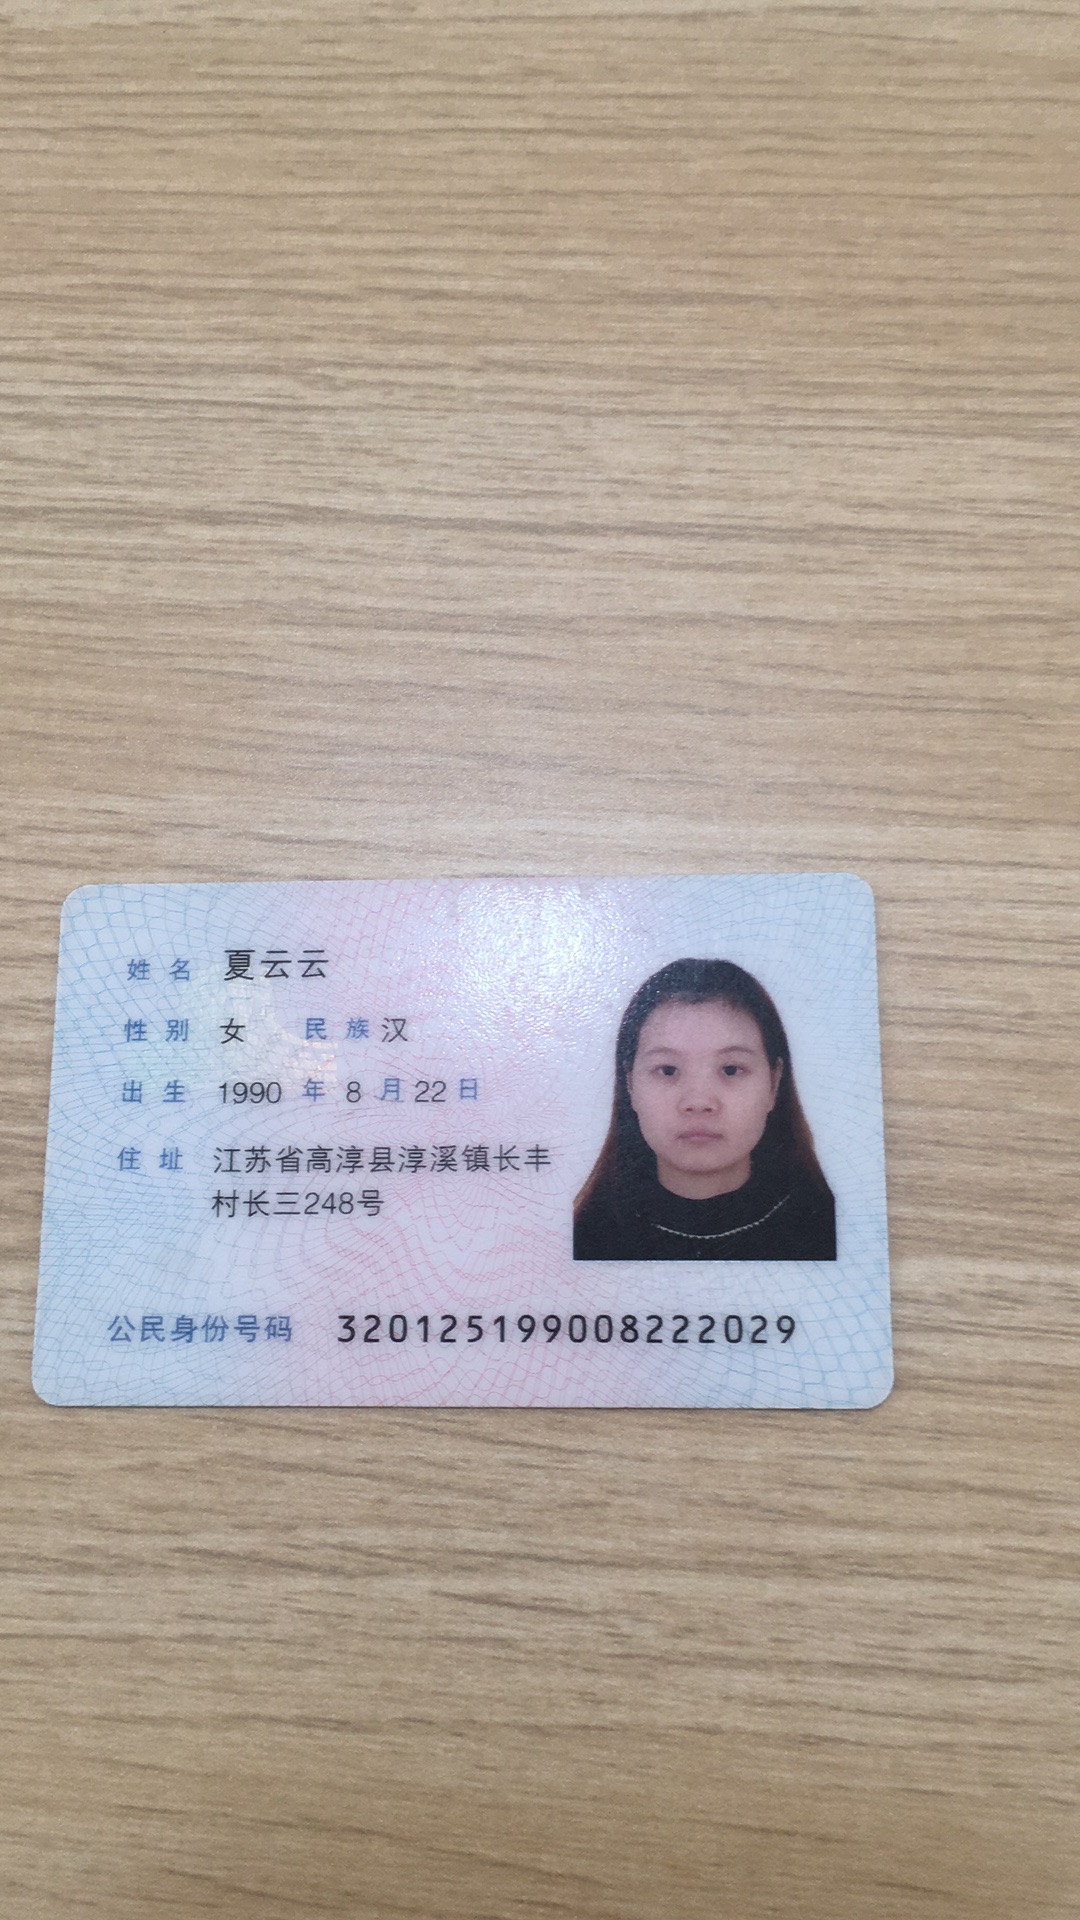 姓名 夏云云
性别 女 民族 汉
出生 1990 年 8 月 22 日
住址 江苏省高淳县淳溪镇长丰
村长三248号
公民身份号码 320125199008222029